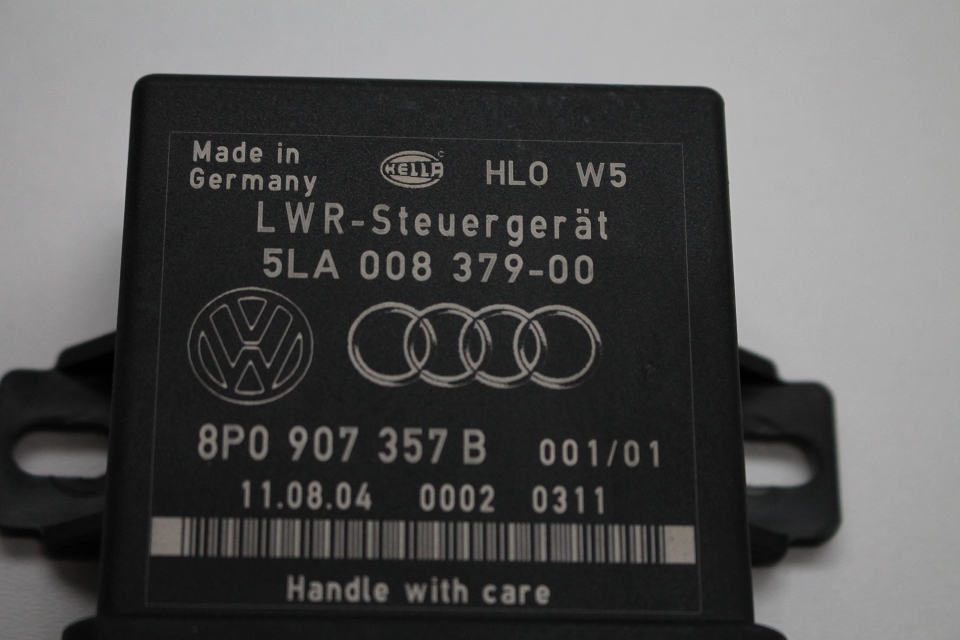 Made in Germany HELLA HLO W5
LWR-Steuergerät
5LA 008 379-00
8P0 907 357 B 001/01
11.08.04 0002 0311
Handle with care